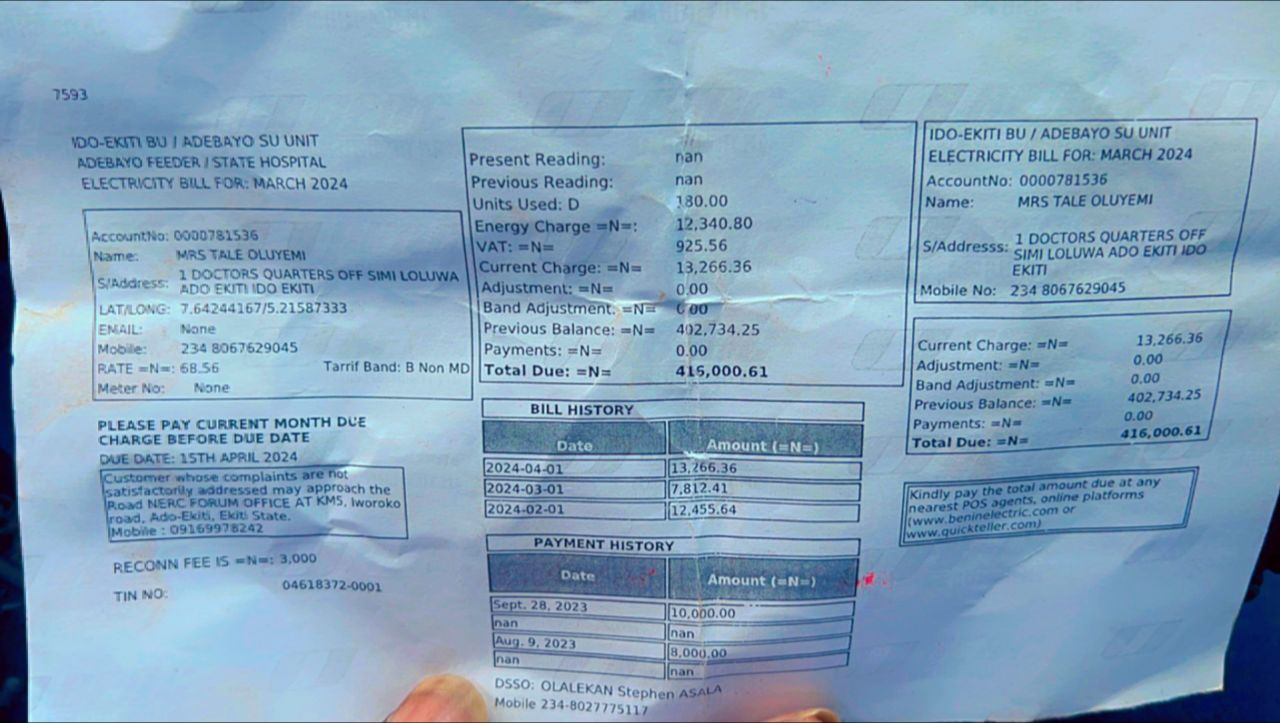 7593
IDO-EKITI BU / ADEBAYO SU UNIT
ADEBAYO FEEDER / STATE HOSPITAL
ELECTRICITY BILL FOR: MARCH 2024
AccountNo: 0000781536
Name: MRS TALE OLUYEMI
S/Address: 1 DOCTORS QUARTERS OFF SIMI LOLUWA
ADO EKITI IDO EKITI
LAT/LONG: 7.64244167/5.21587333
EMAIL: None
Mobile: 234 8067629045
RATE =N=: 68.56 Tarrif Band: B Non MD
Meter No: None
PLEASE PAY CURRENT MONTH DUE
CHARGE BEFORE DUE DATE
DUE DATE: 15TH APRIL 2024
Customer whose complaints are not
satisfactorily addressed may approach the
Road NERC FORUM OFFICE AT KM5, Iworoko
road, Ado-Ekiti, Ekiti State.
Mobile : 09169978242
RECONN FEE IS =N=: 3,000
TIN NO: 04618372-0001
Present Reading: nan
Previous Reading: nan
Units Used: D 180.00
Energy Charge =N=: 12,340.80
VAT: =N= 925.56
Current Charge: =N= 13,266.36
Adjustment: =N= 0.00
Band Adjustment: =N= 0.00
Previous Balance: =N= 402,734.25
Payments: =N= 0.00
Total Due: =N= 416,000.61
BILL HISTORY
Date Amount (=N=)
2024-04-01 13,266.36
2024-03-01 7,812.41
2024-02-01 12,455.64
PAYMENT HISTORY
Date Amount (=N=)
Sept. 28, 2023 10,000.00
nan nan
Aug. 9, 2023 8,000.00
nan nan
DSSO: OLALEKAN Stephen ASALA
Mobile 234-8027775117
IDO-EKITI BU / ADEBAYO SU UNIT
ELECTRICITY BILL FOR: MARCH 2024
AccountNo: 0000781536
Name: MRS TALE OLUYEMI
S/Addresss: 1 DOCTORS QUARTERS OFF
SIMI LOLUWA ADO EKITI IDO
EKITI
Mobile No: 234 8067629045
Current Charge: =N= 13,266.36
Adjustment: =N= 0.00
Band Adjustment: =N= 0.00
Previous Balance: =N= 402,734.25
Payments: =N= 0.00
Total Due: =N= 416,000.61
Kindly pay the total amount due at any
nearest POS agents, online platforms
(www.beninelectric.com or
www.quickteller.com)